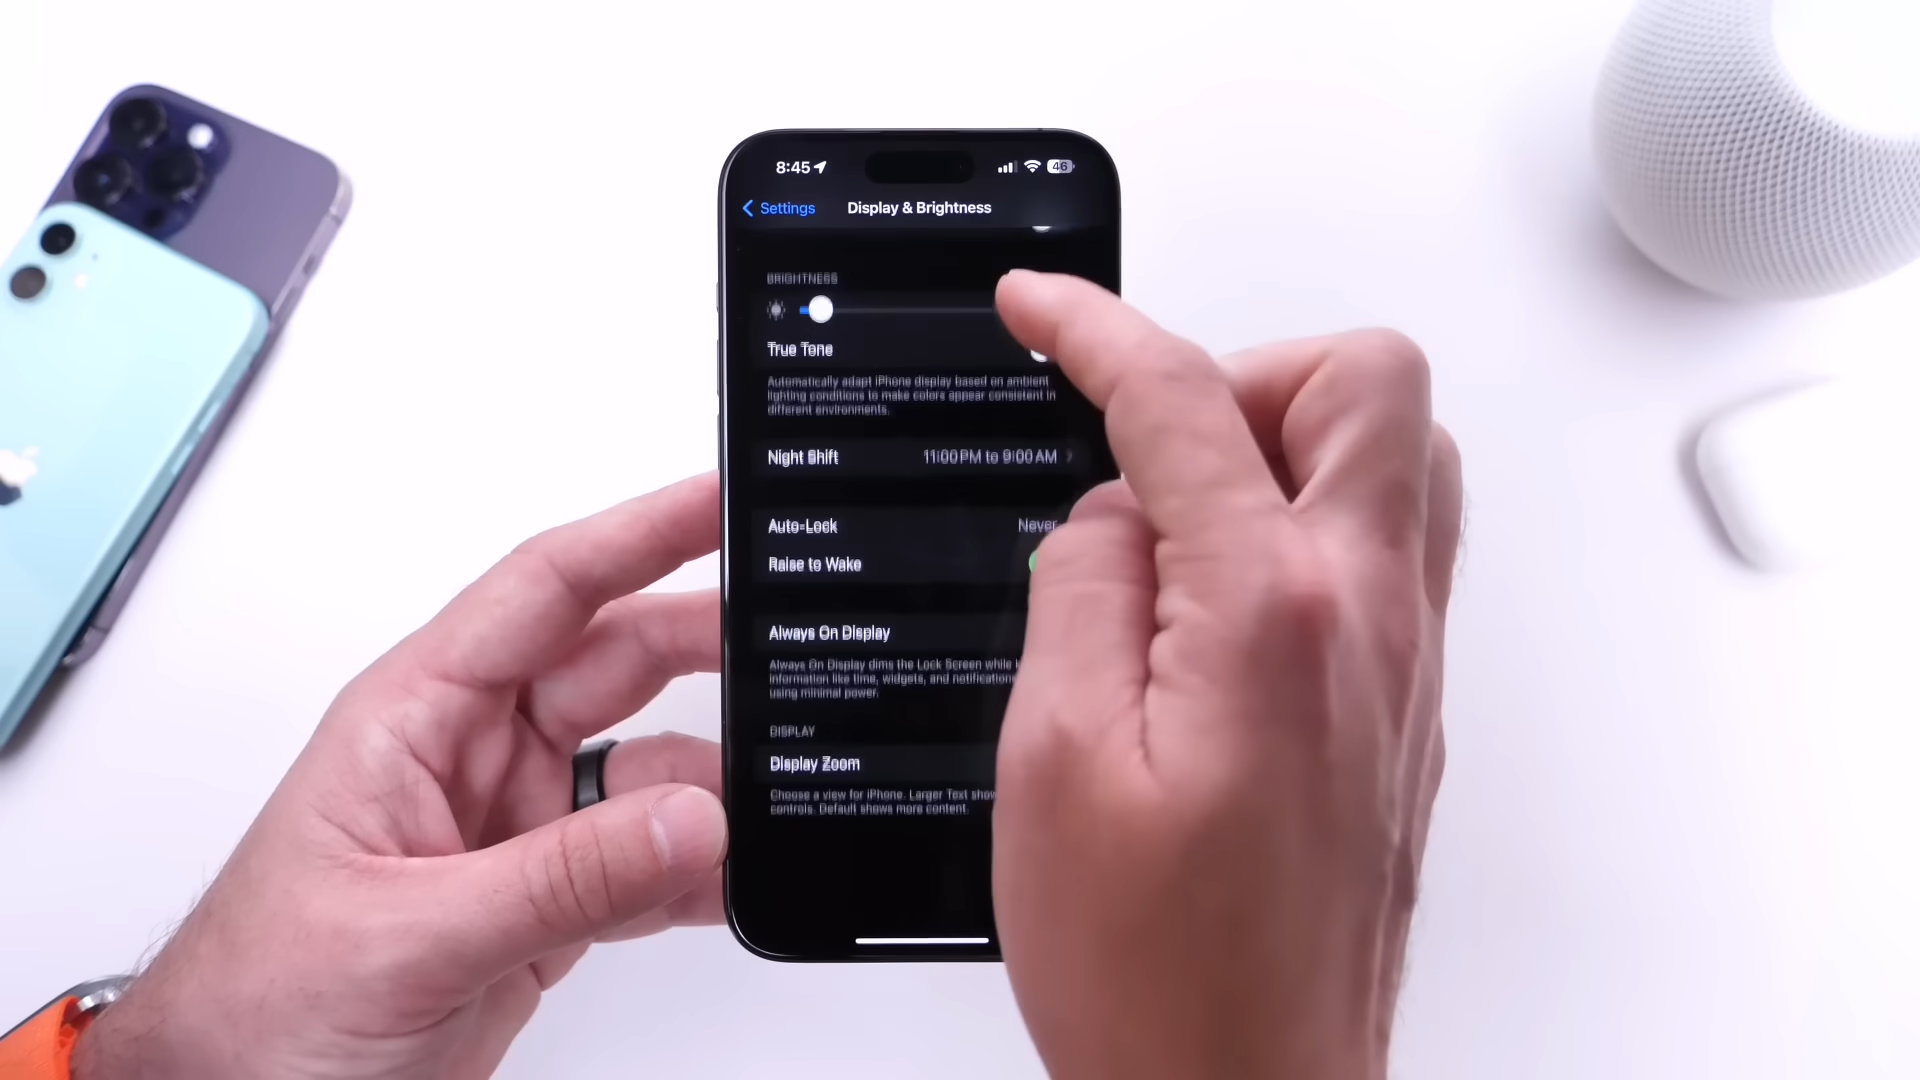 8:45
46
Settings
Display & Brightness
BRIGHTNESS
True Tone
Automatically adapt iPhone display based on ambient
lighting conditions to make colors appear consistent in
different environments.
Night Shift 11:00 PM to 9:00 AM
Auto-Lock Never
Raise to Wake
Always On Display
Always On Display dims the Lock Screen while
information like time, widgets, and notifications
using minimal power.
DISPLAY
Display Zoom
Choose a view for iPhone. Larger Text
controls. Default shows more content.